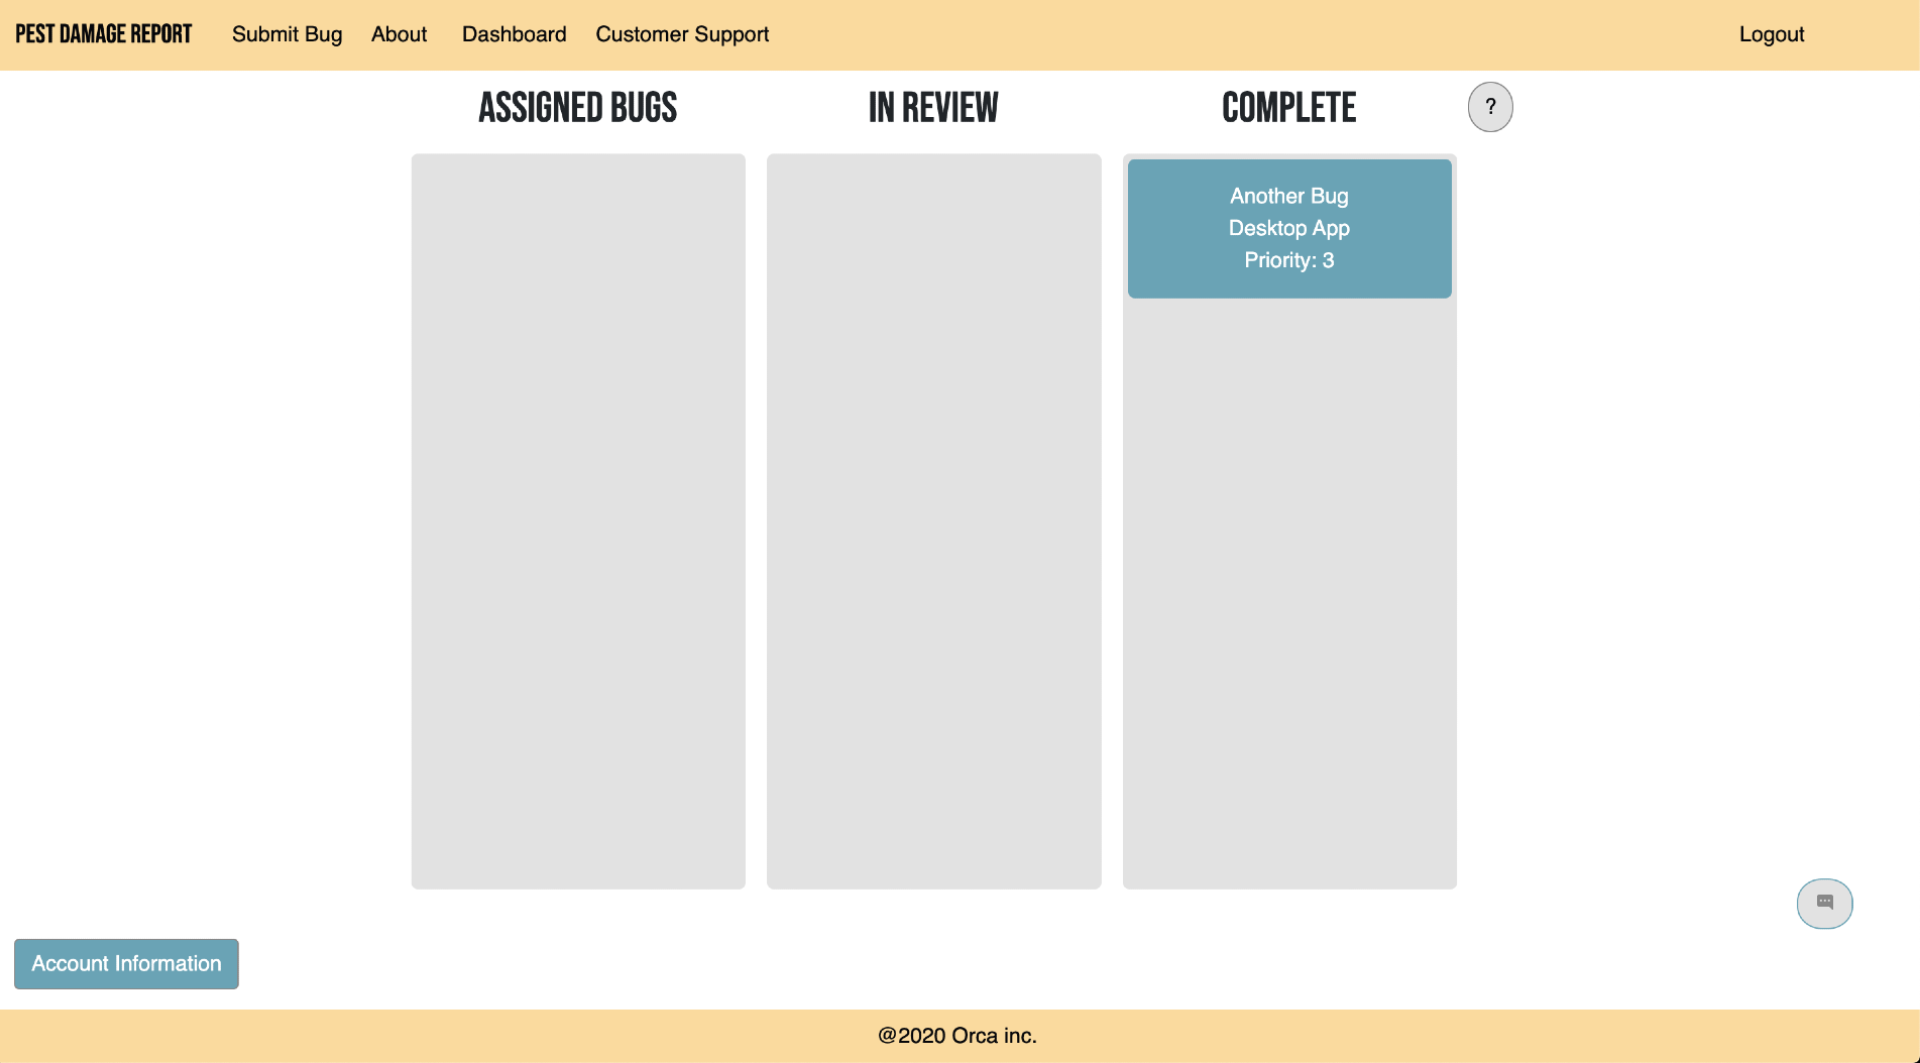 PEST DAMAGE REPORT Submit Bug About Dashboard Customer Support Logout
ASSIGNED BUGS IN REVIEW COMPLETE ?
Another Bug
Desktop App
Priority: 3
Account Information
@2020 Orca inc.